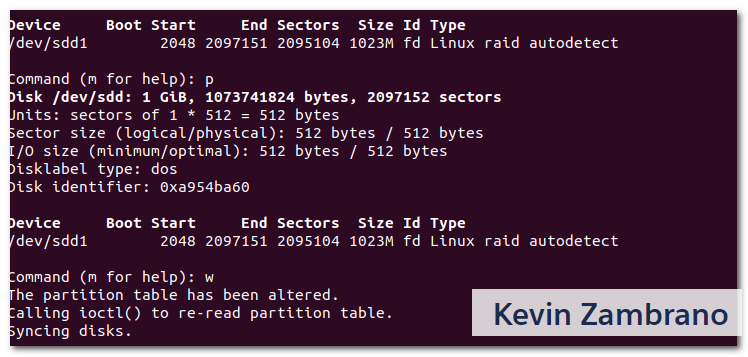 Device     Boot Start     End Sectors  Size Id Type
/dev/sdd1        2048 2097151 2095104 1023M fd Linux raid autodetect
Command (m for help): p
Disk /dev/sdd: 1 GiB, 1073741824 bytes, 2097152 sectors
Units: sectors of 1 * 512 = 512 bytes
Sector size (logical/physical): 512 bytes / 512 bytes
I/O size (minimum/optimal): 512 bytes / 512 bytes
Disklabel type: dos
Disk identifier: 0xa954ba60
Device     Boot Start     End Sectors  Size Id Type
/dev/sdd1        2048 2097151 2095104 1023M fd Linux raid autodetect
Command (m for help): w
The partition table has been altered.
Calling ioctl() to re-read partition table.
Syncing disks.
Kevin Zambrano